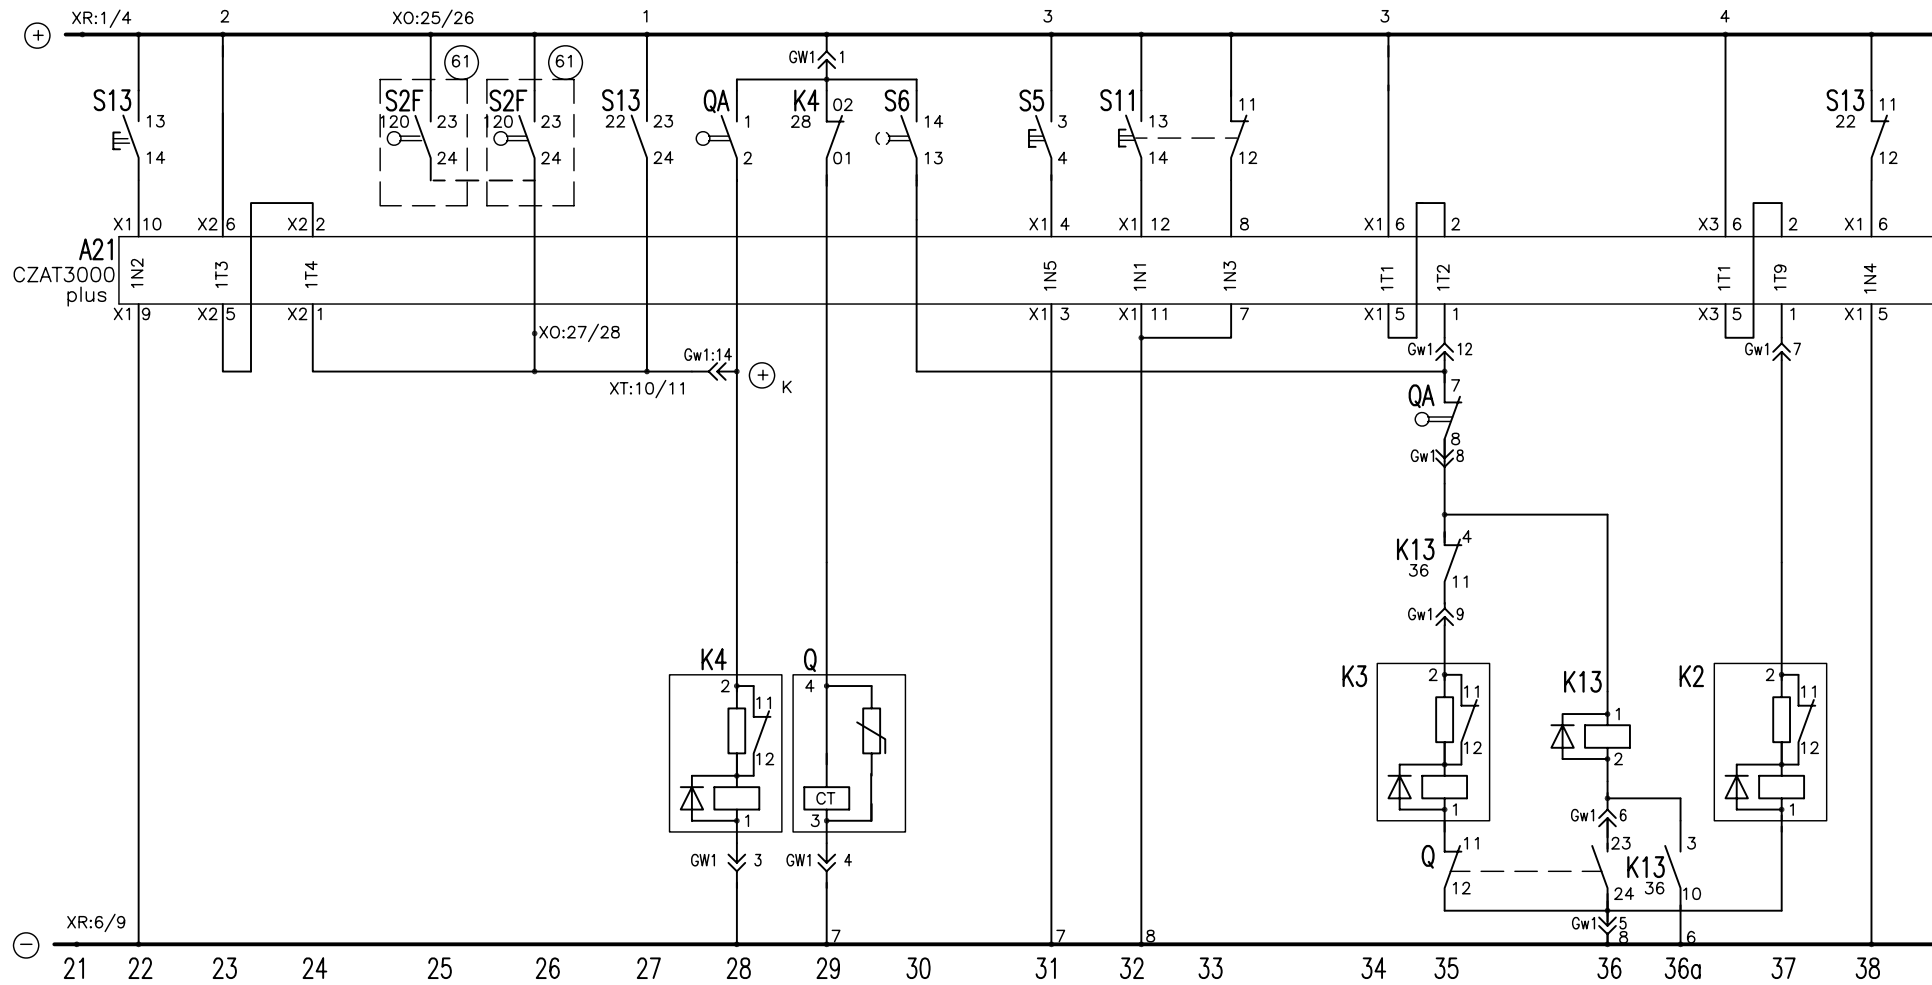 XR:1/4 2 XO:25/26 1 3 3 4
+
GW1 1
61 61
S13 S2F S2F S13 QA K4 02 S6 S5 S11 11 S13 11
13 120 23 120 23 22 23 1 28 14 3 13 22
14 24 24 24 2 01 13 4 14 12 12
X1 10 X2 6 X2 2 X1 4 X1 12 8 X1 6 2 X3 6 2 X1 6
A21
CZAT3000
plus
1N2 1T3 1T4 1N5 1N1 1N3 1T1 1T2 1T1 1T9 1N4
X1 9 X2 5 X2 1 X1 3 X1 11 7 X1 5 1 X3 5 1 X1 5
XO:27/28
Gw1:14 Gw1 12 Gw1 7
XT:10/11 + K
7
QA
8
Gw1 8
K13 4
36
11
Gw1 9
K4 Q K3 K13 K2
2 4 2 2
11 11 11
1
12 12 12
2
CT
1 3 1 1
Gw1 6
GW1 3 GW1 4 Q 11 23 K13 3
12 24 36 10
XR:6/9 Gw1 5
− 7 7 8 8 6
21 22 23 24 25 26 27 28 29 30 31 32 33 34 35 36 36a 37 38